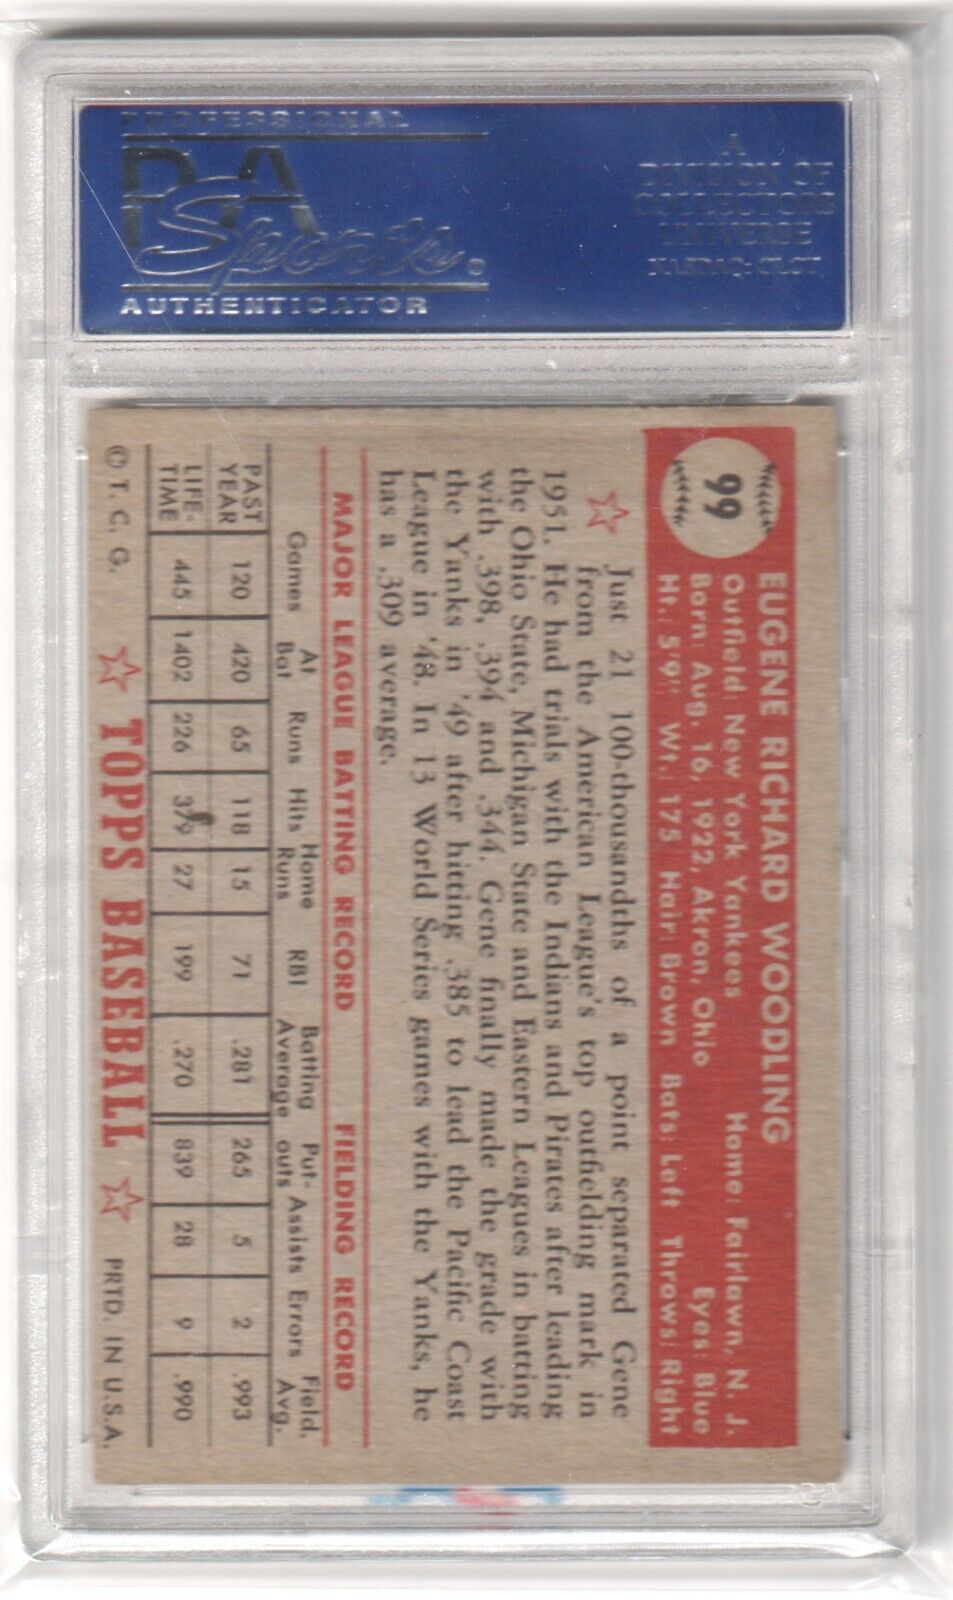 PROFESSIONAL
PSA
Sports
AUTHENTICATOR
A
DIVISION OF
COLLECTORS
UNIVERSE
NASDAQ: CLCT
99
EUGENE RICHARD WOODLING
Outfield: New York Yankees Home: Fairlawn, N. J.
Born: Aug. 16, 1922, Akron, Ohio Eyes: Blue
Ht.: 5'9" Wt.: 175 Hair: Brown Bats: Left Throws: Right
Just 21 100-thousandths of a point separated Gene
from the American League's top outfielding mark in
1951. He had trials with the Indians and Pirates after leading
the Ohio State, Michigan State and Eastern Leagues in batting
with .398, .394 and .344. Gene finally made the grade with
the Yanks in '49 after hitting .385 to lead the Pacific Coast
League in '48. In 13 World Series games with the Yanks, he
has a .309 average.
MAJOR LEAGUE BATTING RECORD FIELDING RECORD
Games At Bat Runs Hits Home Runs RBI Batting Average Put-outs Assists Errors Field. Avg.
PAST YEAR 120 420 65 118 15 71 .281 265 5 2 .993
LIFE-TIME 445 1402 226 379 27 199 .270 839 28 9 .990
© T. C. G. TOPPS BASEBALL PRTD. IN U.S.A.